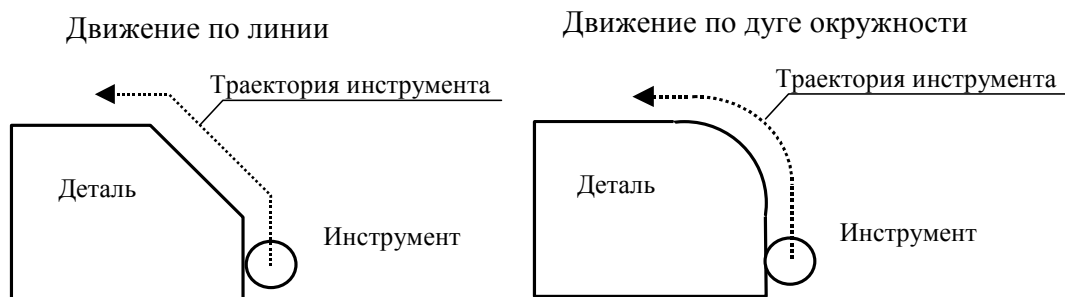 Движение по линии
Траектория инструмента
Деталь
Инструмент
Движение по дуге окружности
Траектория инструмента
Деталь
Инструмент